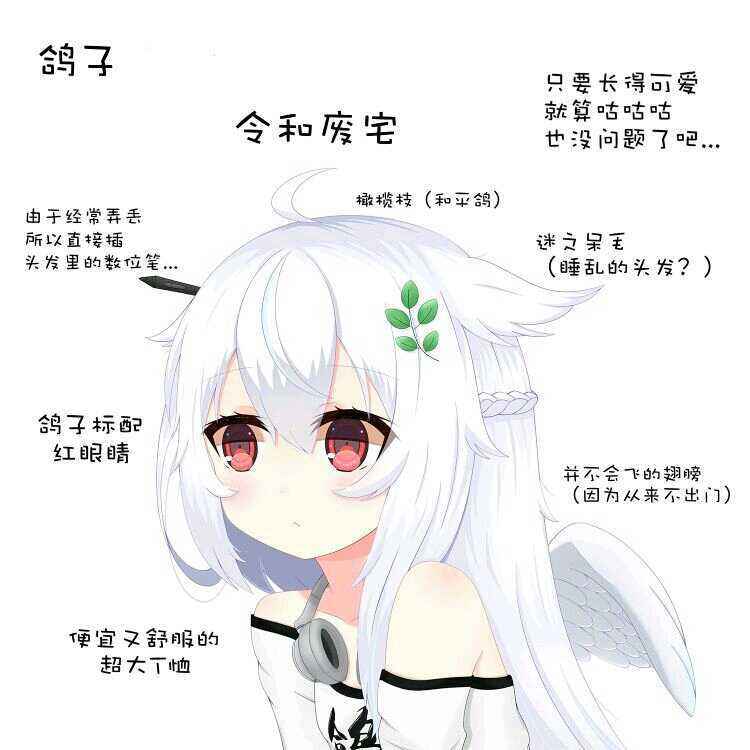 鸽子
只要长得可爱
就算咕咕咕
也没问题了吧...
令和废宅
橄榄枝（和平鸽）
由于经常弄丢
所以直接插
头发里的数位笔...
迷之呆毛
（睡乱的头发？）
鸽子标配
红眼睛
并不会飞的翅膀
（因为从来不出门）
便宜又舒服的
超大T恤